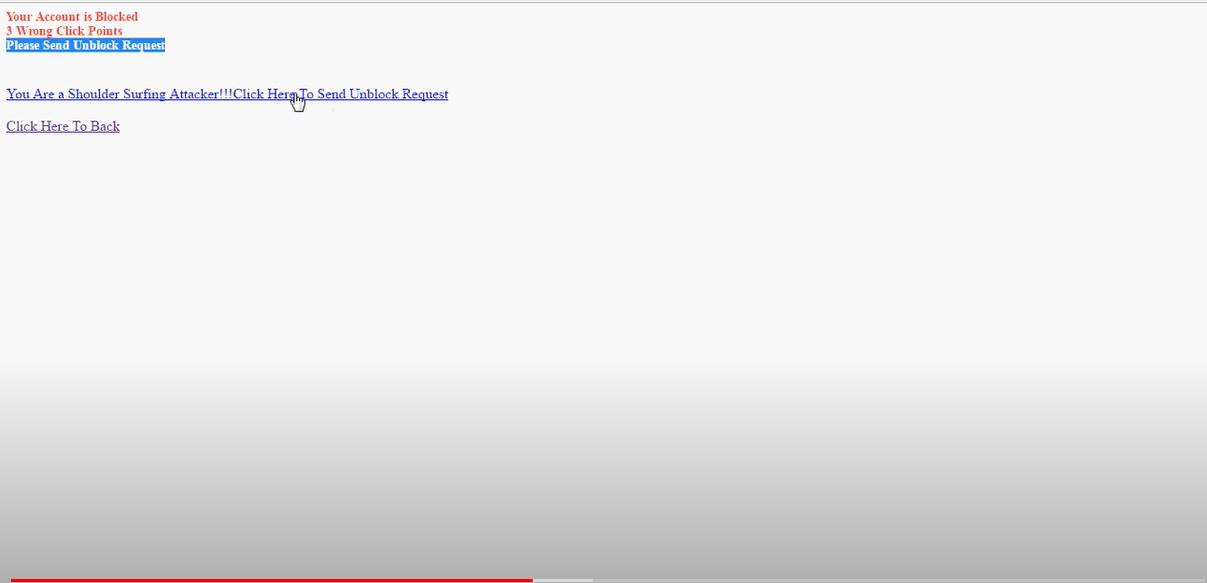 Your Account is Blocked
3 Wrong Click Points
Please Send Unblock Request
You Are a Shoulder Surfing Attacker!!!Click Here To Send Unblock Request
Click Here To Back